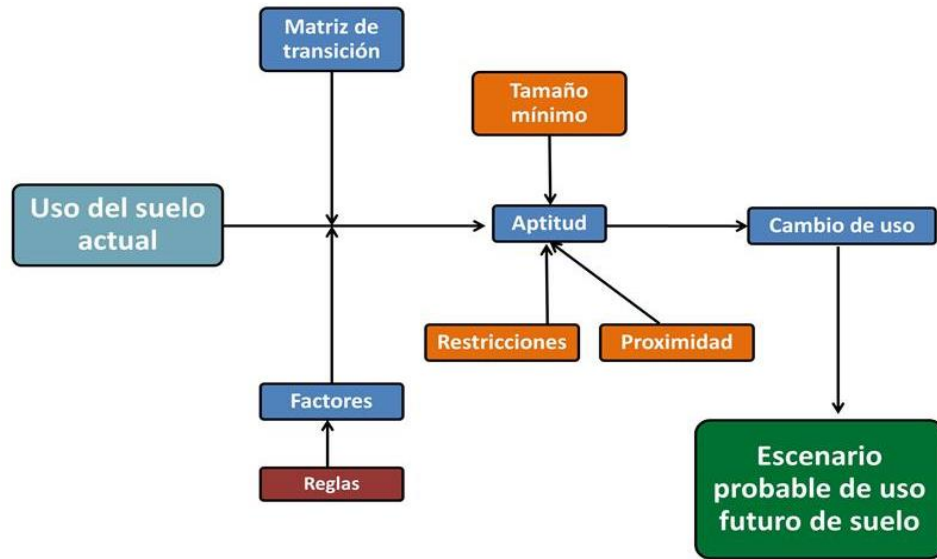 Matriz de
transición
Tamaño
mínimo
Uso del suelo
actual
Aptitud
Cambio de uso
Restricciones
Proximidad
Factores
Reglas
Escenario
probable de uso
futuro de suelo